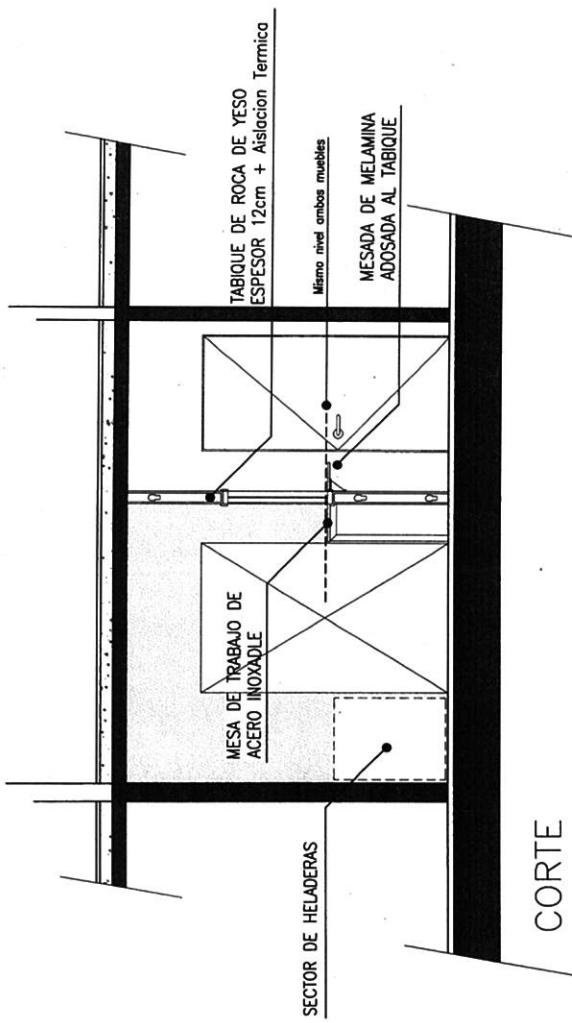 TABIQUE DE ROCA DE YESO
ESPESOR 12cm + Aislacion Termica
Mismo nivel ambos muebles
MESADA DE MELAMINA
ADOSADA AL TABIQUE
MESA DE TRABAJO DE
ACERO INOXADLE
SECTOR DE HELADERAS
CORTE